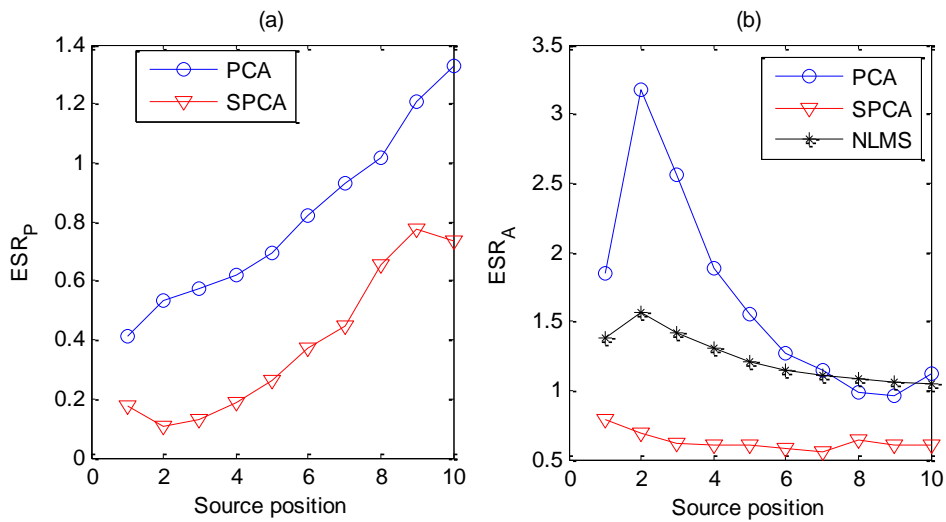 (a)
1.4
1.2
1
0.8
0.6
0.4
0.2
0
0 2 4 6 8 10
Source position
ESR_P
PCA
SPCA
(b)
3.5
3
2.5
2
1.5
1
0.5
0 2 4 6 8 10
Source position
ESR_A
PCA
SPCA
NLMS